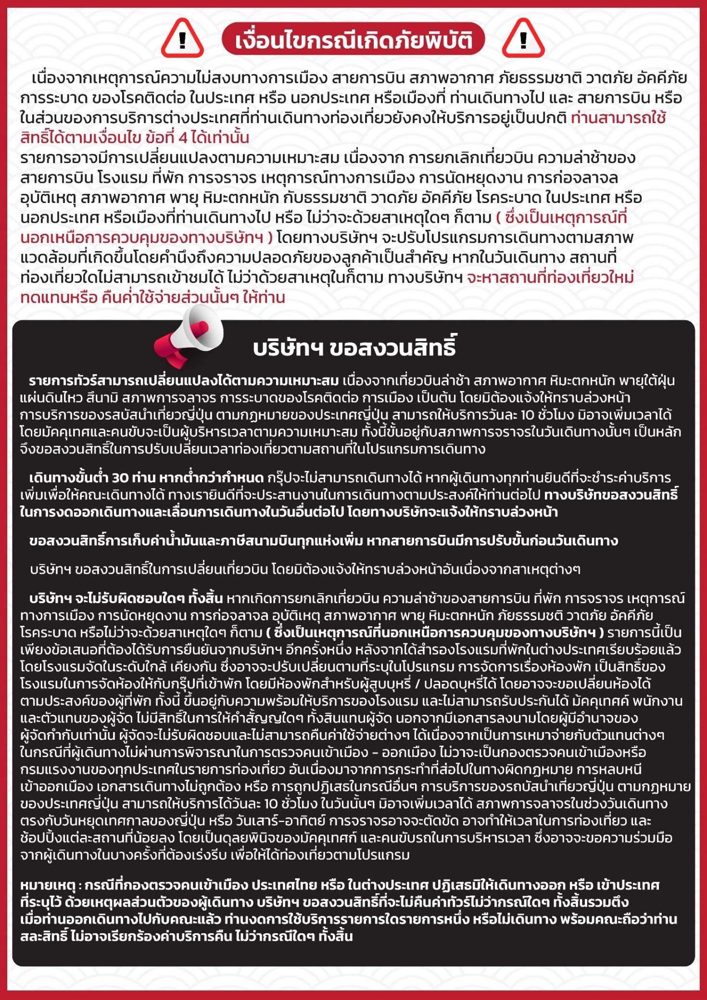 เงื่อนไขกรณีเกิดภัยพิบัติ
เนื่องจากเหตุการณ์ความไม่สงบทางการเมือง สายการบิน สภาพอากาศ ภัยธรรมชาติ วาตภัย อัคคีภัย
การระบาด ของโรคติดต่อ ในประเทศ หรือ นอกประเทศ หรือเมืองที่ ท่านเดินทางไป และ สายการบิน หรือ
ในส่วนของการบริการต่างประเทศที่ท่านเดินทางท่องเที่ยวยังคงให้บริการอยู่เป็นปกติ ท่านสามารถใช้
สิทธิ์ได้ตามเงื่อนไข ข้อที่ 4 ได้เท่านั้น
รายการอาจมีการเปลี่ยนแปลงตามความเหมาะสม เนื่องจาก การยกเลิกเที่ยวบิน ความล่าช้าของ
สายการบิน โรงแรม ที่พัก การจราจร เหตุการณ์ทางการเมือง การนัดหยุดงาน การก่อจลาจล
อุบัติเหตุ สภาพอากาศ พายุ หิมะตกหนัก กับธรรมชาติ วาดภัย อัคคีภัย โรคระบาด ในประเทศ หรือ
นอกประเทศ หรือเมืองที่ท่านเดินทางไป หรือ ไม่ว่าจะด้วยสาเหตุใดๆ ก็ตาม ( ซึ่งเป็นเหตุการณ์ที่
นอกเหนือการควบคุมของทางบริษัทฯ ) โดยทางบริษัทฯ จะปรับโปรแกรมการเดินทางตามสภาพ
แวดล้อมที่เกิดขึ้นโดยคำนึงถึงความปลอดภัยของลูกค้าเป็นสำคัญ หากในวันเดินทาง สถานที่
ท่องเที่ยวใดไม่สามารถเข้าชมได้ ไม่ว่าด้วยสาเหตุในก็ตาม ทางบริษัทฯ จะหาสถานที่ท่องเที่ยวใหม่
ทดแทนหรือ คืนค่ำใช้จ่ายส่วนนั้นๆ ให้ท่าน
บริษัทฯ ขอสงวนสิทธิ์
รายการทัวร์สามารถเปลี่ยนแปลงได้ตามความเหมาะสม เนื่องจากเที่ยวบินล่าช้า สภาพอากาศ หิมะตกหนัก พายุใต้ฝุ่น
แผ่นดินไหว สึนามิ สภาพการจลาจร การระบาดของโรคติดต่อ การเมือง เป็นต้น โดยมิต้องแจ้งให้ทราบล่วงหน้า
การบริการของรสบัสนำเที่ยวญี่ปุ่น ตามกฏหมายของประเทศญี่ปุ่น สามารถให้บริการวันละ 10 ชั่วโมง มิอาจเพิ่มเวลาได้
โดยมัคคุเทศและคนขับจะเป็นผู้บริหารเวลาตามความเหมาะสม ทั้งนี้ขั้นอยู่กับสภาพการจราจรในวันเดินทางนั้นๆ เป็นหลัก
จึงขอสงวนสิทธิ์ในการปรับเปลี่ยนเวลาท่องเที่ยวตามสถานที่ในโปรแกรมการเดินทาง
เดินทางขั้นต่ำ 30 ท่าน หากต่ำกว่ากำหนด กรุ๊ปจะไม่สามารถเดินทางได้ หากผู้เดินทางทุกท่านยินดีที่จะชำระค่าบริการ
เพิ่มเพื่อให้คณะเดินทางได้ ทางเรายินดีที่จะประสานงานในการเดินทางตามประสงค์ให้ท่านต่อไป ทางบริษัทขอสงวนสิทธิ์
ในการงดออกเดินทางและเลื่อนการเดินทางในวันอื่นต่อไป โดยทางบริษัทจะแจ้งให้ทราบล่วงหน้า
ขอสงวนสิทธิ์การเก็บค่าน้ำมันและภาษีสนามบินทุกแห่งเพิ่ม หากสายการบินมีการปรับขั้นก่อนวันเดินทาง
บริษัทฯ ขอสงวนสิทธิ์ในการเปลี่ยนเที่ยวบิน โดยมิต้องแจ้งให้ทราบล่วงหน้าอันเนื่องจากสาเหตุต่างๆ
บริษัทฯ จะไม่รับผิดชอบใดๆ ทั้งสิ้น หากเกิดการยกเลิกเที่ยวบิน ความล่าช้าของสายการบิน ที่พัก การจราจร เหตุการณ์
ทางการเมือง การนัดหยุดงาน การก่อจลาจล อุบัติเหตุ สภาพอากาศ พายุ หิมะตกหนัก ภัยธรรมชติ วาตภัย อัคคีภัย
โรคระบาด หรือไม่ว่าจะด้วยสาเหตุใดๆ ก็ตาม ( ซึ่งเป็นเหตุการณ์ที่นอกเหนือการควบคุมของทางบริษัทฯ ) รายการนี้เป็น
เพียงข้อเสนอที่ต้องได้รับการยืนยันจากบริษัทฯ อีกครั้งหนึ่ง หลังจากได้สำรองโรงแรมที่พักในต่างประเทศเรียบร้อยแล้ว
โดยโรงแรมจัดในระดับใกล้ เคียงกัน ซึ่งอาจจะปรับเปลี่ยนตามที่ระบุในโปรแกรม การจัดการเรื่องห้องพัก เป็นสิทธิ์ของ
โรงแรมในการจัดห้องให้กับกรุ๊ปที่เข้าพัก โดยมีห้องพักสำหรับผู้สูบบุหรี่ / ปลอดบุหรี่ได้ โดยอาจจะขอเปลี่ยนห้องได้
ตามประสงค์ของผู้ที่พัก ทั้งนี้ ขึ้นอยู่กับความพร้อมให้บริการของโรงแรม และไม่สามารถรับประกันได้ มัคคุเทศค์ พนักงาน
และตัวแทนของผู้จัด ไม่มีสิทธิ์ในการให้คำสั้ญญใดๆ ทั้งสินแทนผู้จัด นอกจากมีเอกสารลงนามโดยผู้มีอำนาจของ
ผู้จัดกำกับเท่านั้น ผู้จัดจะไม่รับผิดชอบและไม่สามารถคืนค่าใช้จ่ายต่างๆ ได้เนื่องจากเป็นการเหมาจ่ายกับตัวแทนต่างๆ
ในกรณีที่ผู้เดินทางไม่ผ่านการพิจารณาในการตรวจคนเข้าเมือง - ออกเมือง ไม่วาจะเป็นกองตรวจคนเข้าเมืองหรือ
กรมแรงงานของทุกประเทศในรายการท่องเที่ยว อันเนื่องมาจากการกระทำที่ส่อไปในทางผิดกฏหมาย การหลบหนี
เข้าออกเมือง เอกสารเดินทางไม่ถูกต้อง หรือ การถูกปฏิเสธในกรณีอื่นๆ การบริการของรถบัสนำเที่ยวญี่ปุ่น ตามกฏหมาย
ของประเทศญี่ปุ่น สามารถให้บริการได้วันละ 10 ชั่วโมง ในวันนั้นๆ มิอาจเพิ่มเวลาได้ สภาพการจลาจรในช่วงวันเดินทาง
ตรงกับวันหยุดเทศกาลของญี่ปุ่น หรือ วันเสาร์-อาทิตย์ การจราจรอาจจะตัดขัด อาจทำให้เวลาในการท่องเที่ยว และ
ช้อปปิ้งแต่ละสถานที่น้อยลง โดยเป็นดุลยพินิจของมัคคุเทศก์ และคนขับรถในการบริหารเวลา ซึ่งอาจจะขอความร่วมมือ
จากผู้เดินทางในบางครั้งที่ต้องเร่งรีบ เพื่อให้ได้ท่องเที่ยวตามโปรแกรม
หมายเหตุ : กรณีที่กองตรวจคนเข้าเมือง ประเทศไทย หรือ ในต่างประเทศ ปฏิเสธมิให้เดินทางออก หรือ เข้าประเทศ
ที่ระบุไว้ ด้วยเหตุผลส่วนตัวของผู้เดินทาง บริษัทฯ ขอสงวนสิทธิ์ที่จะไม่คืนค่าทัวร์ไม่ว่ากรณ์ใดๆ ทั้งสิ้นรวมตึง
เมื่อท่านออกเดินทางไปกับคณะแล้ว ท่านงดการใช้บริการรายการใดรายการหนึ่ง หรือไม่เดินทาง พร้อมคณะถือว่าท่าน
สละสิทธิ์ ไม่อาจเรียกร้องค่าบริการคืน ไม่ว่ากรณีใดๆ ทั้งสิ้น